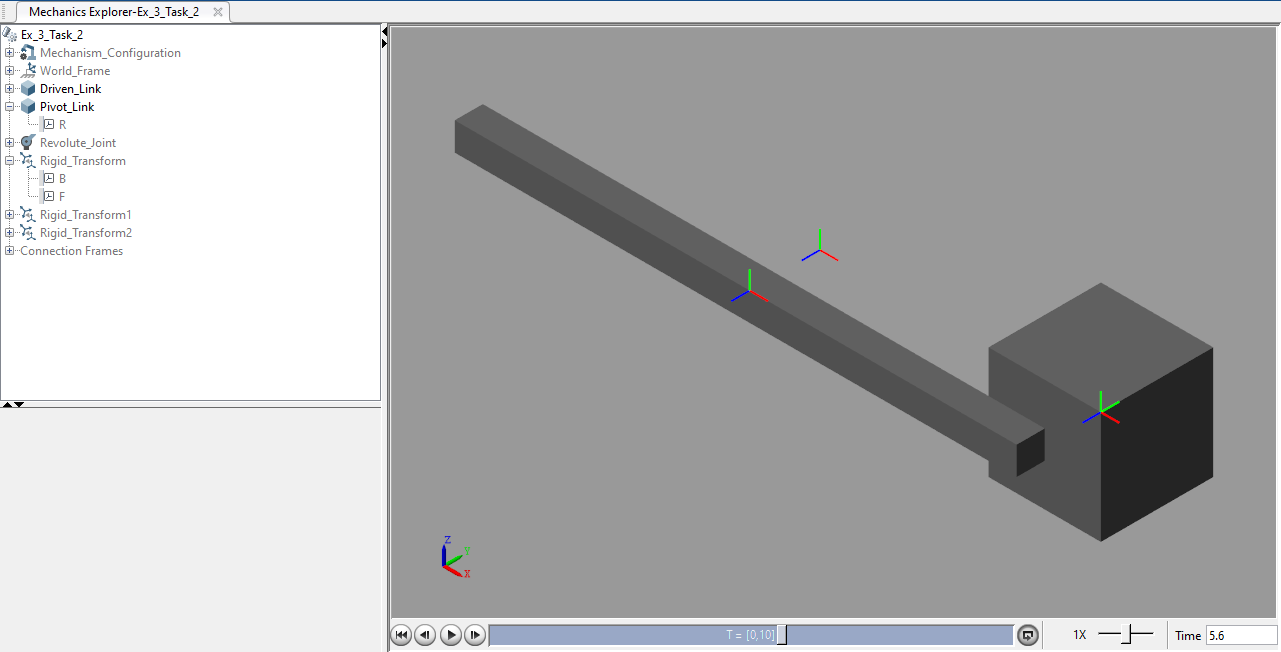 Mechanics Explorer-Ex_3_Task_2
Ex_3_Task_2
Mechanism_Configuration
World_Frame
Driven_Link
Pivot_Link
R
Revolute_Joint
Rigid_Transform
B
F
Rigid_Transform1
Rigid_Transform2
Connection Frames
Z
Y
X
T = [0,10]
1X
Time 5.6